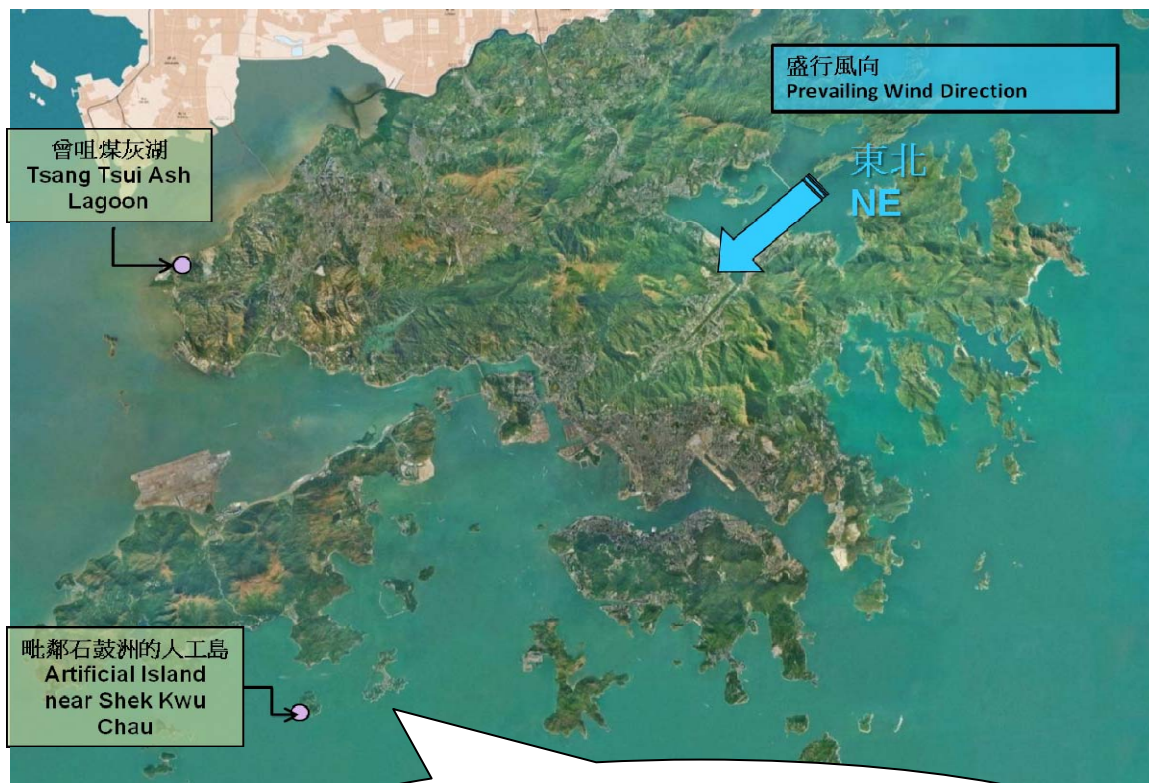 盛行風向
Prevailing Wind Direction
曾咀煤灰湖
Tsang Tsui Ash
Lagoon
東北
NE
毗鄰石鼓洲的人工島
Artificial Island
near Shek Kwu
Chau